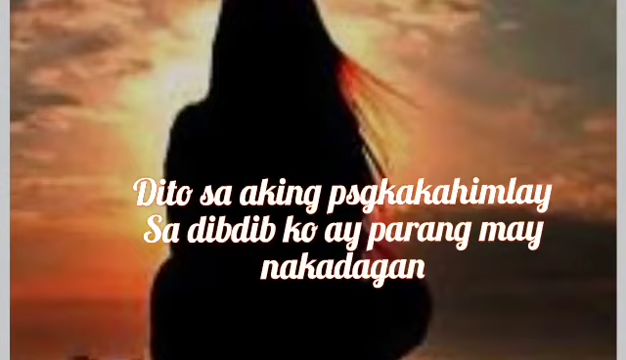 Dito sa aking psgkakahimlay
Sa dibdib ko ay parang may
nakadagan